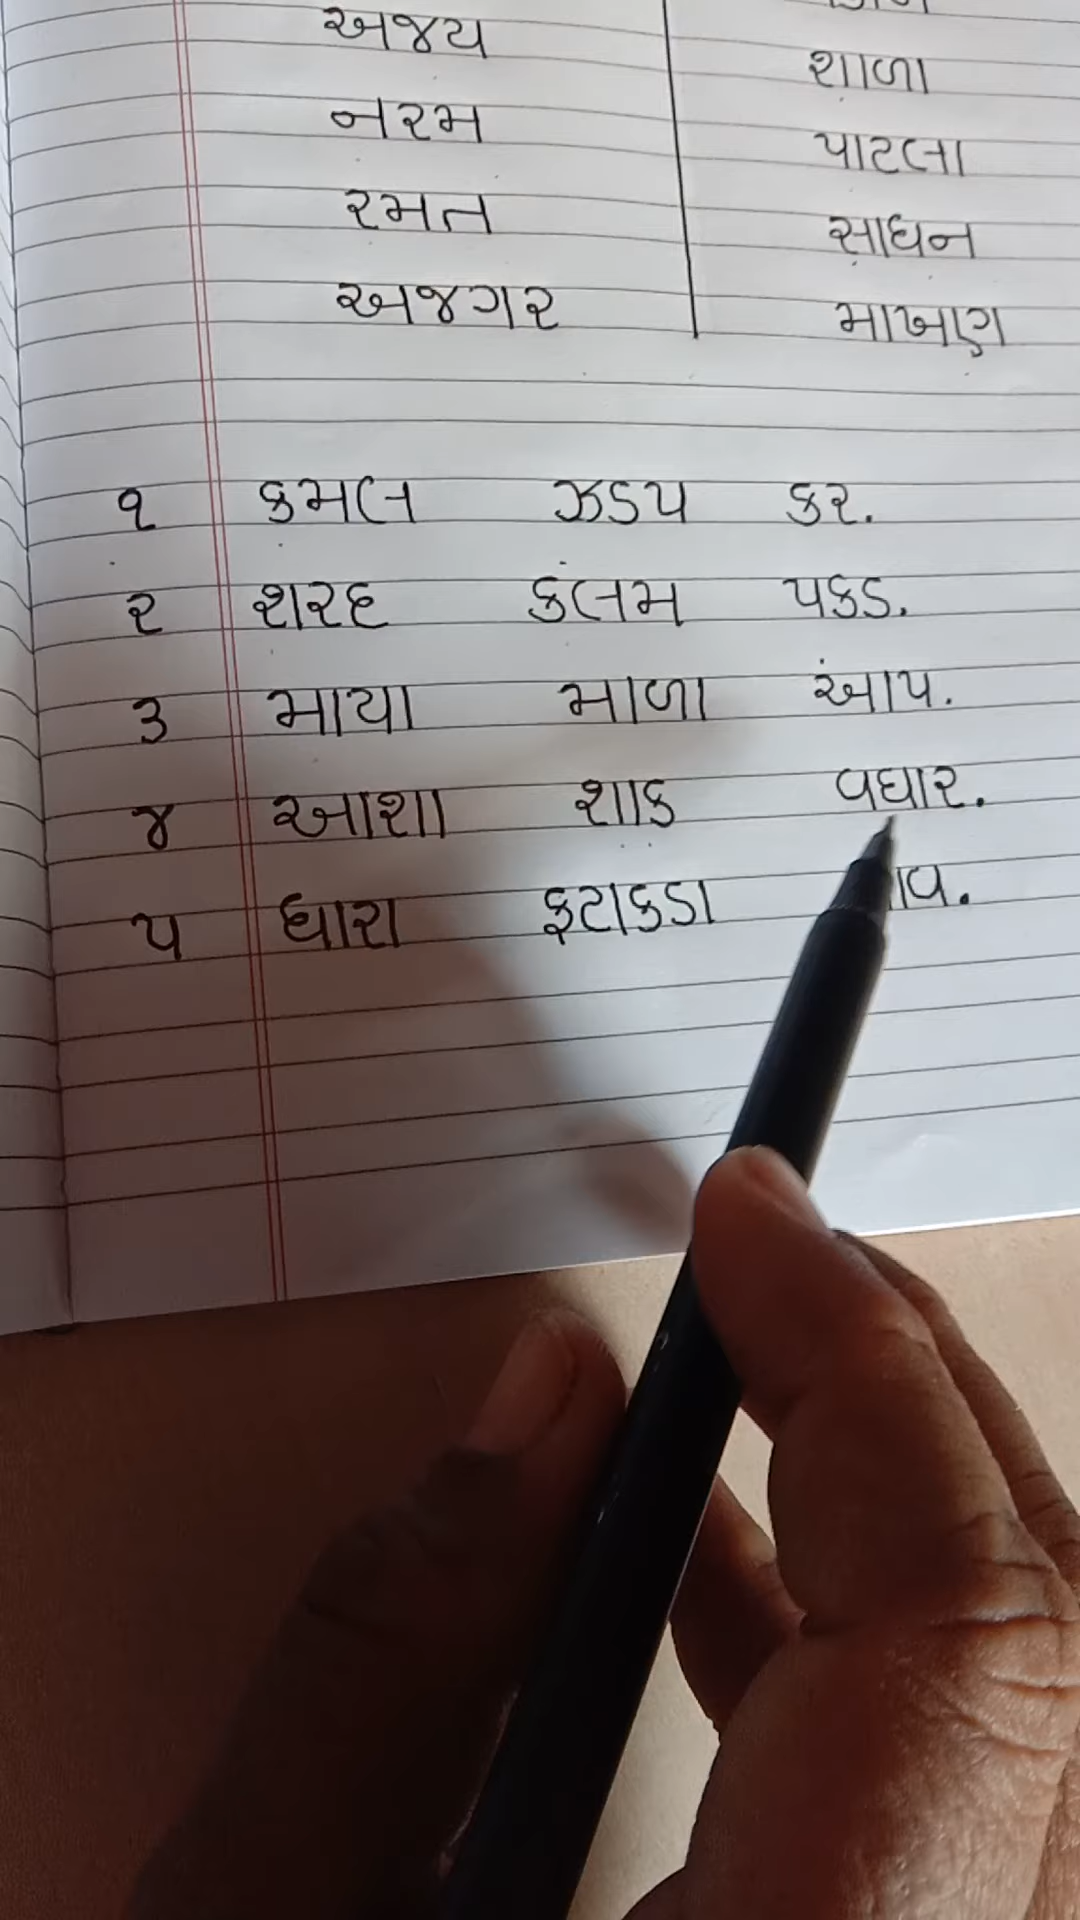 અજય
નરમ
રમત
અજગર
શાળા
પાટલા
સાધન
માખણ
૧ કમલ ઝડપ કર.
૨ શરદ કલમ પકડ.
૩ માયા માળા આપ.
૪ આશા શાક વઘાર.
૫ ધારા ફટાકડા